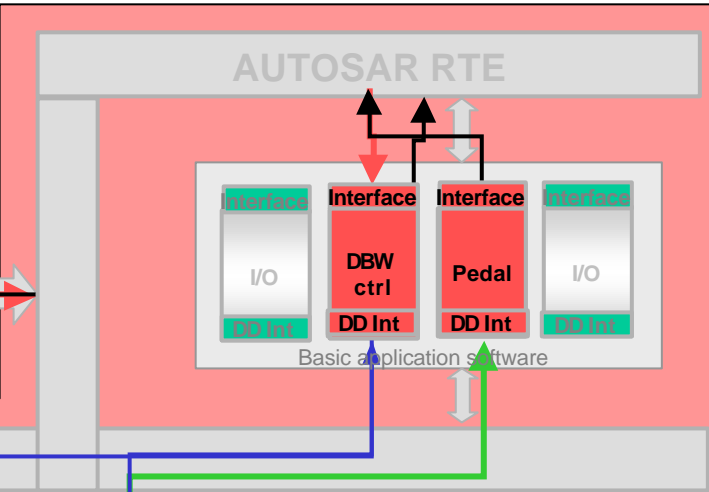 AUTOSAR RTE
Interface
Interface
Interface
Interface
I/O
DBW
ctrl
Pedal
I/O
DD Int
DD Int
DD Int
DD Int
Basic application software